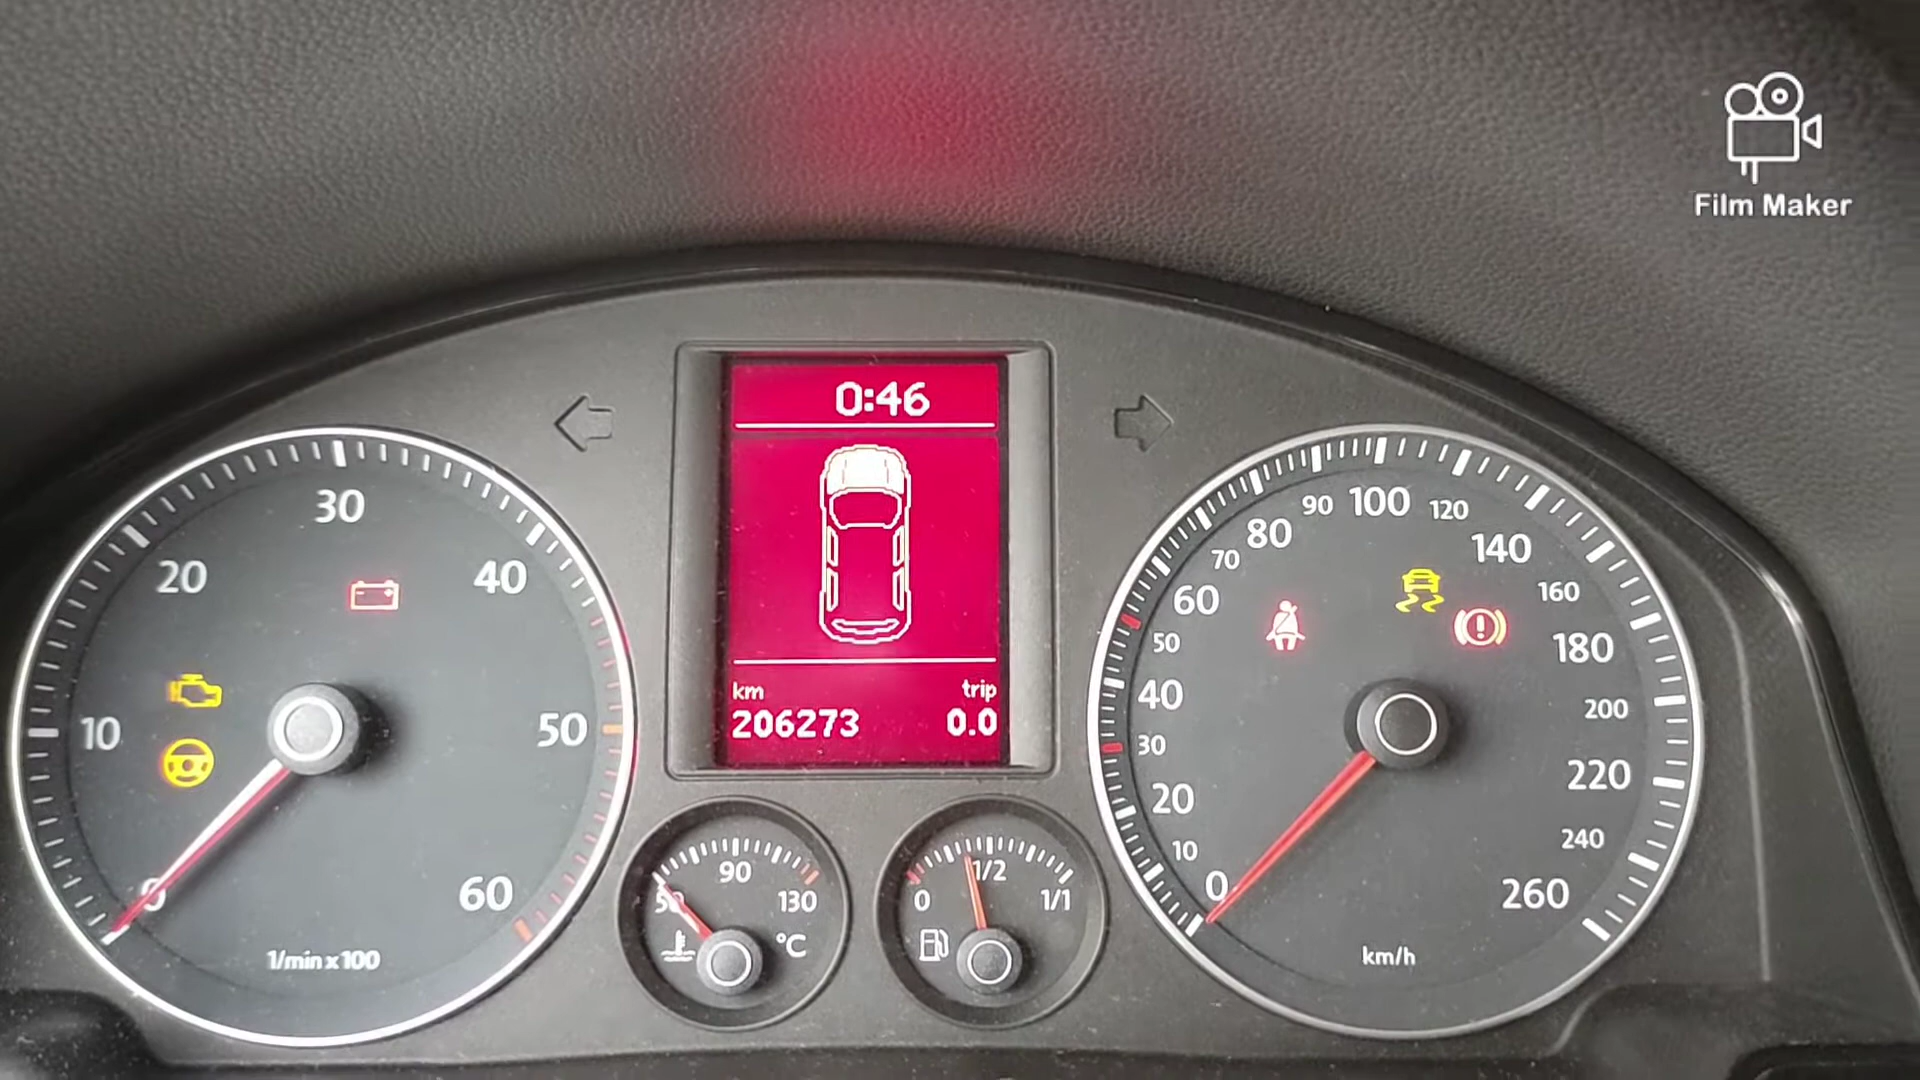 Film Maker
0:46
km trip
206273 0.0
0 10 20 30 40 50 60
1/min x 100
50 90 130
°C
0 1/2 1/1
0 10 20 30 40 50 60 70 80 90 100 120 140 160 180 200 220 240 260
km/h